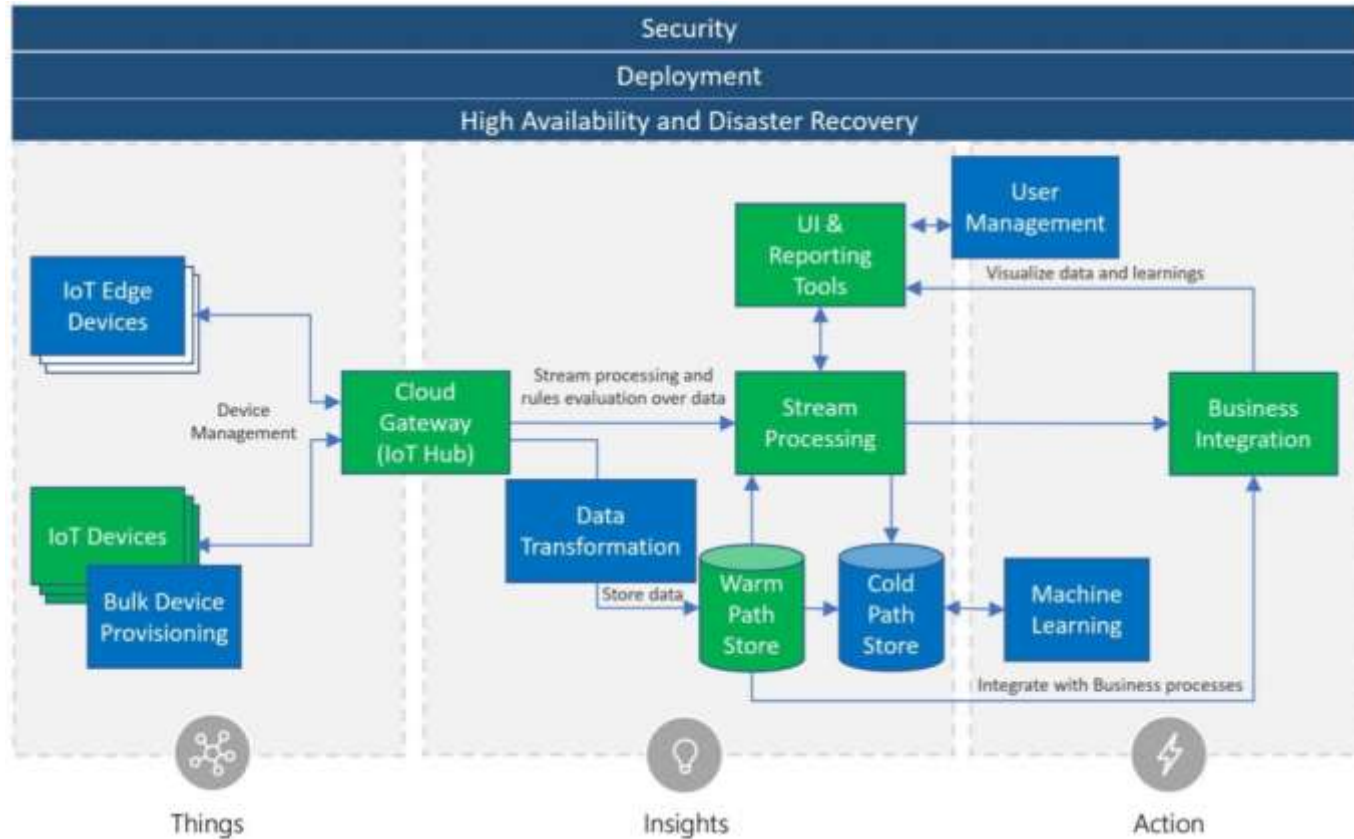 Security
Deployment
High Availability and Disaster Recovery
User
Management
UI &
Reporting
Tools
Visualize data and learnings
IoT Edge
Devices
Device
Management
Cloud
Gateway
(IoT Hub)
Stream processing and
rules evaluation over data
Stream
Processing
Business
Integration
IoT Devices
Bulk Device
Provisioning
Data
Transformation
Store data
Warm
Path
Store
Cold
Path
Store
Machine
Learning
Integrate with Business processes
Things
Insights
Action